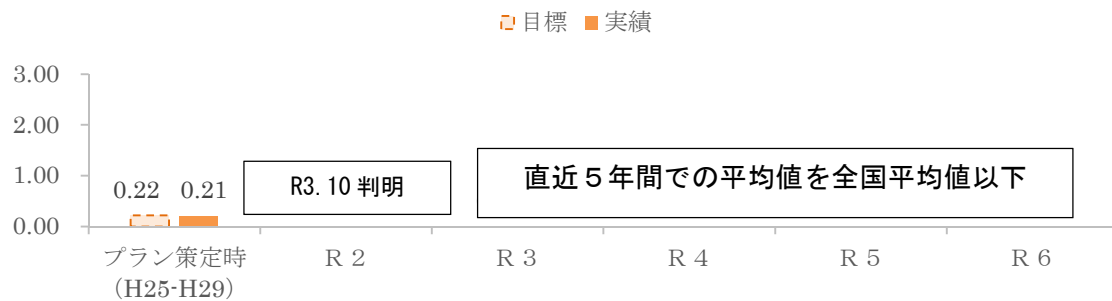 目標 実績
3.00
2.00
1.00
0.00
0.22 0.21
R3.10 判明
直近５年間での平均値を全国平均値以下
プラン策定時
（H25-H29）
Ｒ２
Ｒ３
Ｒ４
Ｒ５
Ｒ６